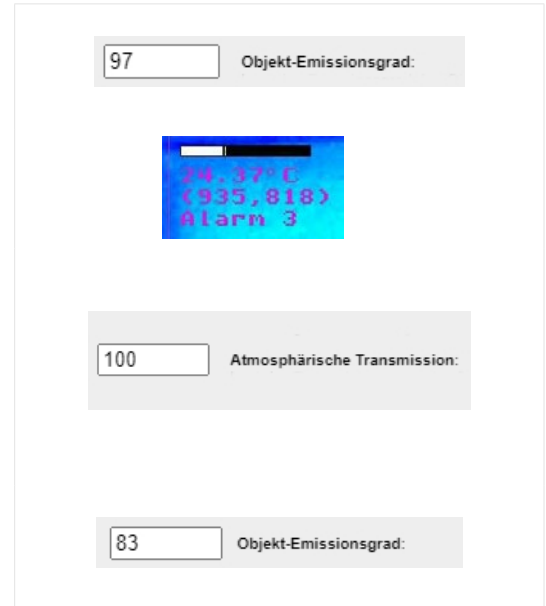 97 Objekt-Emissionsgrad:
24.37°C
(935,818)
Alarm 3
100 Atmosphärische Transmission:
83 Objekt-Emissionsgrad: